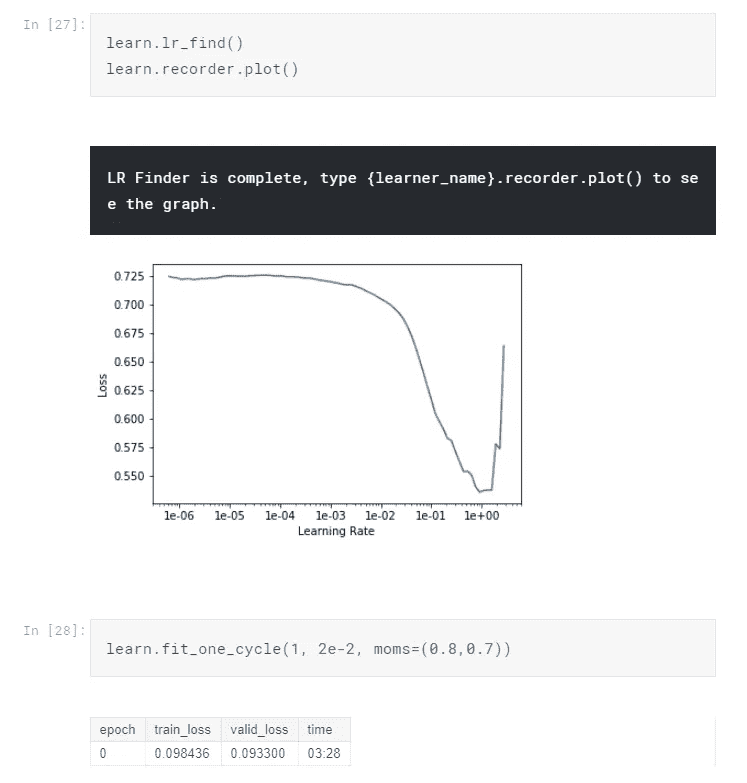 In [27]:
learn.lr_find()
learn.recorder.plot()
LR Finder is complete, type {learner_name}.recorder.plot() to se
e the graph.
0.725
0.700
0.675
0.650
0.625
0.600
0.575
0.550
Loss
1e-06 1e-05 1e-04 1e-03 1e-02 1e-01 1e+00
Learning Rate
In [28]:
learn.fit_one_cycle(1, 2e-2, moms=(0.8,0.7))
epoch train_loss valid_loss time
0 0.098436 0.093300 03:28